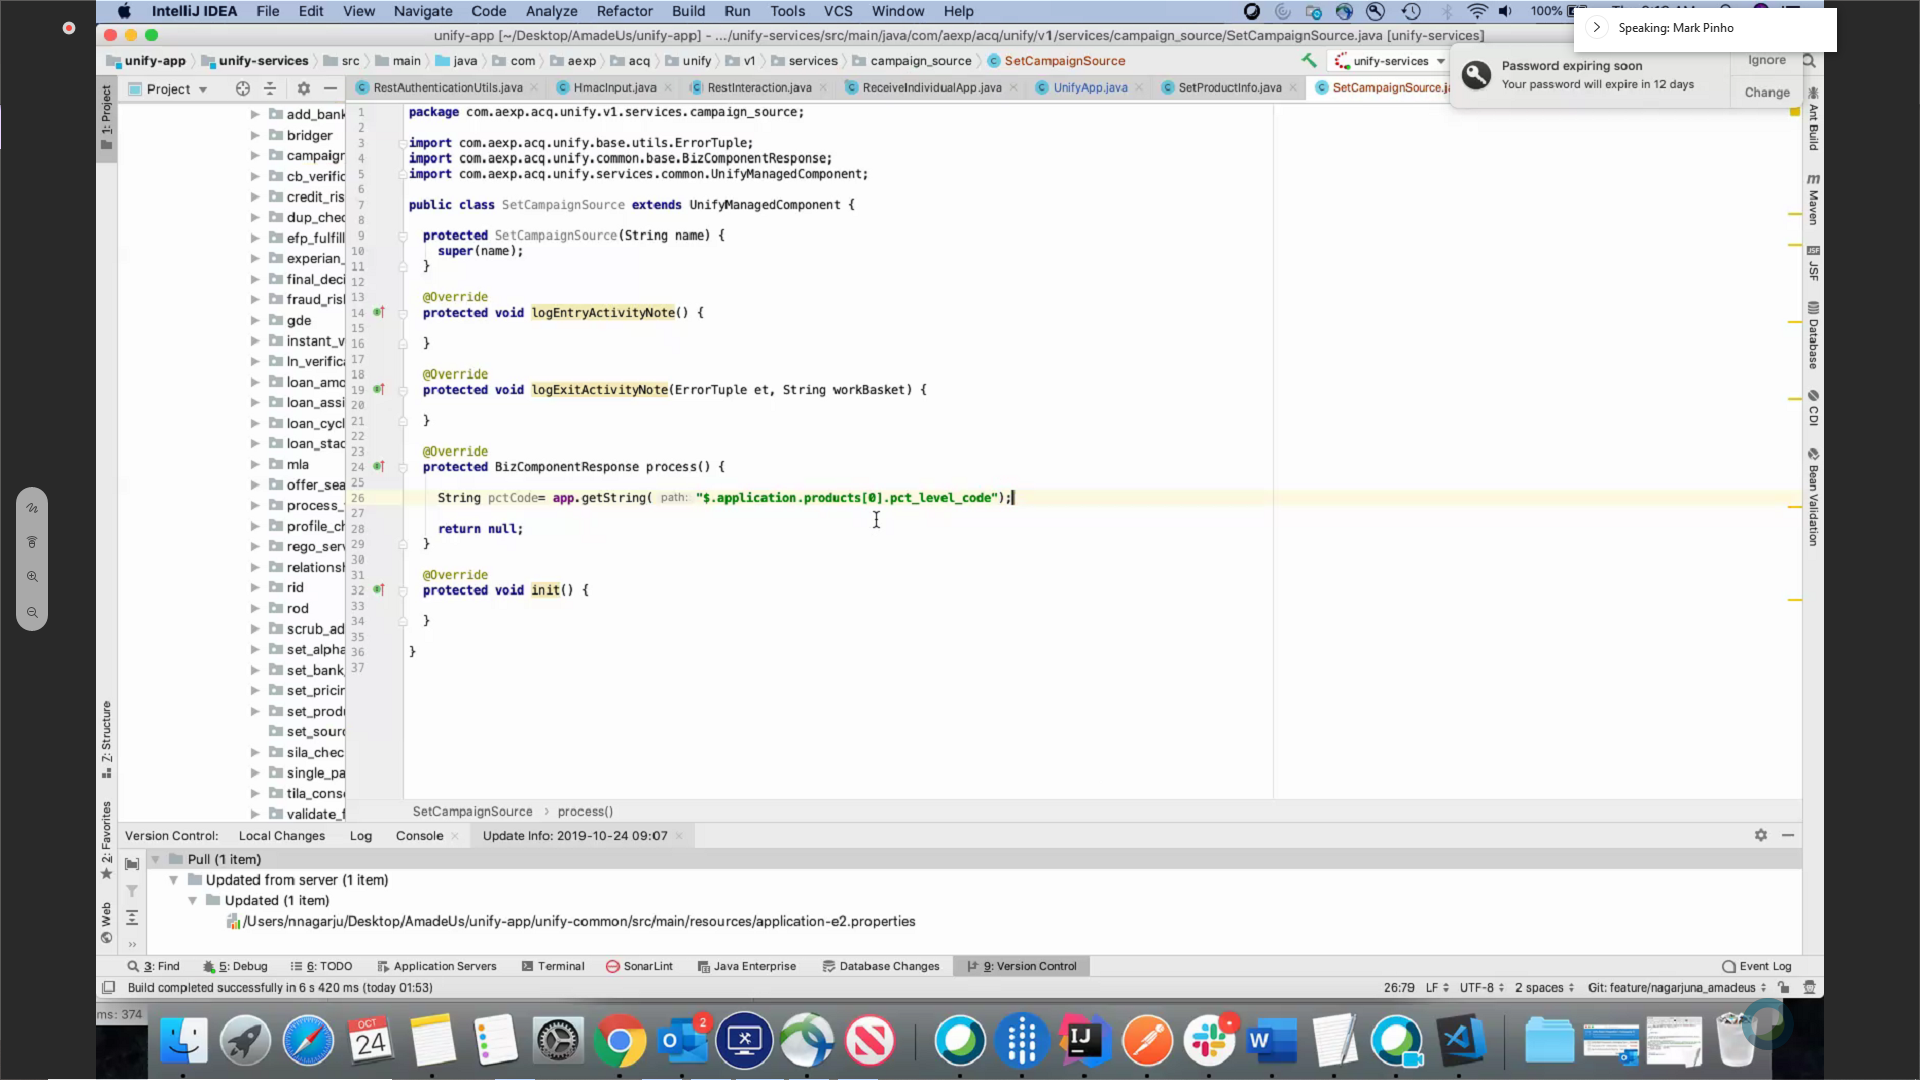 IntelliJ IDEA File Edit View Navigate Code Analyze Refactor Build Run Tools VCS Window Help 100%
Speaking: Mark Pinho
unify-app [~/Desktop/AmadeUs/unify-app] - .../unify-services/src/main/java/com/aexp/acq/unify/v1/services/campaign_source/SetCampaignSource.java [unify-services]
unify-app unify-services src main java com aexp acq unify v1 services campaign_source SetCampaignSource unify-services
Password expiring soon
Your password will expire in 12 days
Ignore
Change
Project
RestAuthenticationUtils.java HmacInput.java RestInteraction.java ReceiveIndividualApp.java UnifyApp.java SetProductInfo.java SetCampaignSource.ja
1: Project
Z: Structure
2: Favorites
Web
add_bank
bridger
campaign
cb_verific
credit_ris
dup_chec
efp_fulfill
experian_
final_deci
fraud_risl
gde
instant_v
ln_verifica
loan_amo
loan_assi
loan_cycl
loan_stac
mla
offer_sea
process_
profile_ch
rego_serv
relations
rid
rod
scrub_ad
set_alpha
set_bank
set_pricin
set_produ
set_sourc
sila_chec
single_pa
tila_cons
validate_f
1 package com.aexp.acq.unify.v1.services.campaign_source;
2
3 import com.aexp.acq.unify.base.utils.ErrorTuple;
4 import com.aexp.acq.unify.common.base.BizComponentResponse;
5 import com.aexp.acq.unify.services.common.UnifyManagedComponent;
6
7 public class SetCampaignSource extends UnifyManagedComponent {
8
9 protected SetCampaignSource(String name) {
10 super(name);
11 }
12
13 @Override
14 protected void logEntryActivityNote() {
15
16 }
17
18 @Override
19 protected void logExitActivityNote(ErrorTuple et, String workBasket) {
20
21 }
22
23 @Override
24 protected BizComponentResponse process() {
25
26 String pctCode= app.getString( path: "$.application.products[0].pct_level_code");
27
28 return null;
29 }
30
31 @Override
32 protected void init() {
33
34 }
35
36 }
37
Ant Build
Maven
JSF
Database
CDI
Bean Validation
SetCampaignSource › process()
Version Control: Local Changes Log Console Update Info: 2019-10-24 09:07
Pull (1 item)
Updated from server (1 item)
Updated (1 item)
/Users/nnagarju/Desktop/AmadeUs/unify-app/unify-common/src/main/resources/application-e2.properties
3: Find 5: Debug 6: TODO Application Servers Terminal SonarLint Java Enterprise Database Changes 9: Version Control Event Log
Build completed successfully in 6 s 420 ms (today 01:53) 26:79 LF UTF-8 2 spaces Git: feature/nagarjuna_amadeus
ms: 374
OCT
24
2
IJ
W